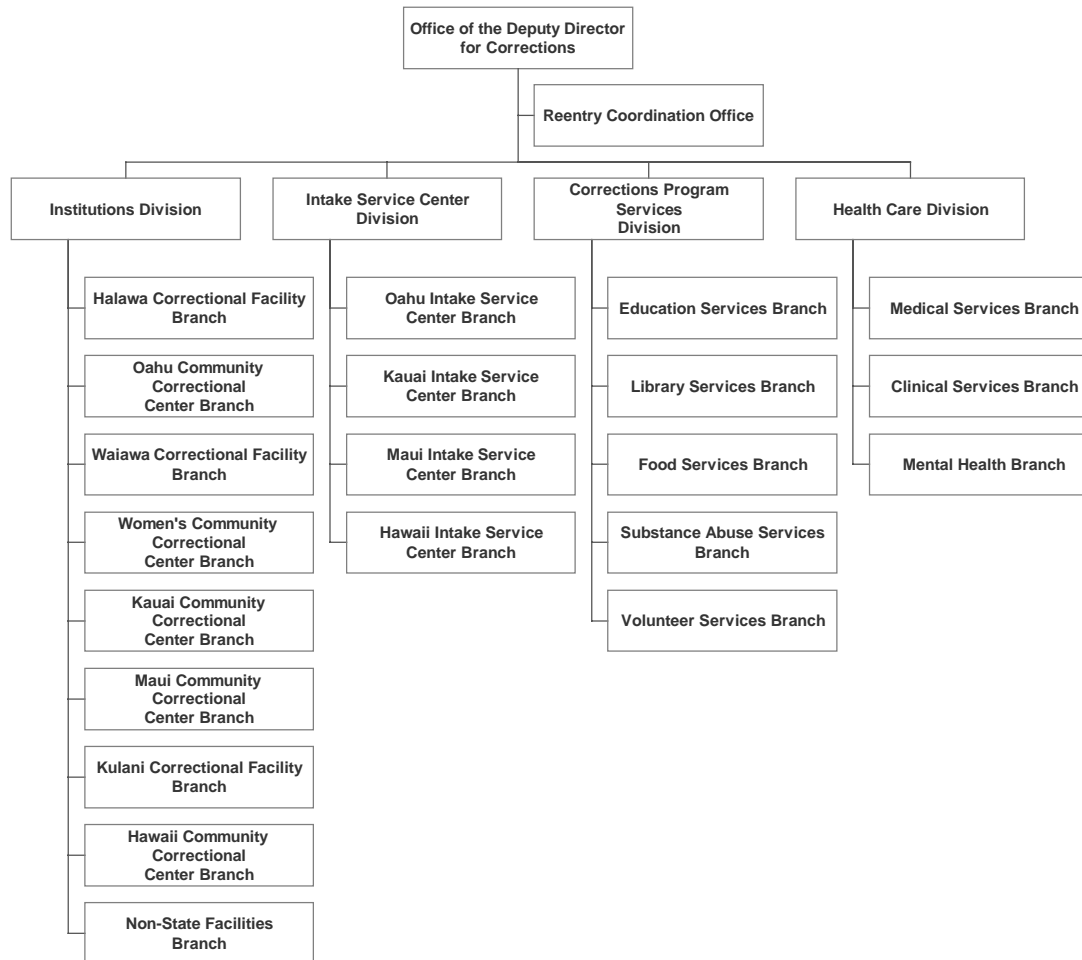 Office of the Deputy Director
for Corrections
Reentry Coordination Office
Institutions Division
Halawa Correctional Facility
Branch
Oahu Community
Correctional
Center Branch
Waiawa Correctional Facility
Branch
Women's Community
Correctional
Center Branch
Kauai Community
Correctional
Center Branch
Maui Community
Correctional
Center Branch
Kulani Correctional Facility
Branch
Hawaii Community
Correctional
Center Branch
Non-State Facilities
Branch
Intake Service Center
Division
Oahu Intake Service
Center Branch
Kauai Intake Service
Center Branch
Maui Intake Service
Center Branch
Hawaii Intake Service
Center Branch
Corrections Program
Services
Division
Education Services Branch
Library Services Branch
Food Services Branch
Substance Abuse Services
Branch
Volunteer Services Branch
Health Care Division
Medical Services Branch
Clinical Services Branch
Mental Health Branch